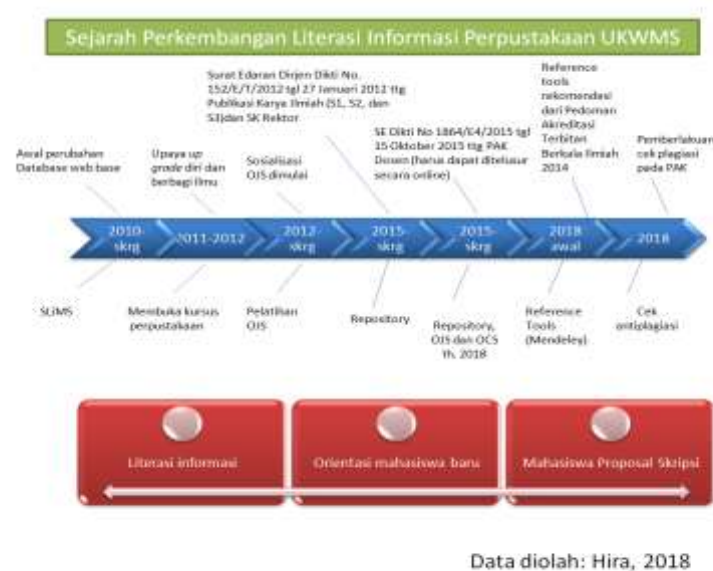 Sejarah Perkembangan Literasi Informasi Perpustakaan UKWMS
Awal perubahan
Database web base
Upaya up
grade diri dan
berbagi Ilmu
Surat Edaran Dirjen Dikti No.
152/E/T/2012 tgl 27 Januari 2012 ttg
Publikasi Karya Ilmiah (S1, S2, dan
S3)dan SK Rektor
Sosialisasi
OJS dimulai
SE Dikti No 1864/E4/2015 tgl
15 Oktober 2015 ttg PAK
Dosen (harus dapat ditelusur
secara online)
Reference
tools
rekomendasi
dari Pedoman
Akreditasi
Terbitan
Berkala Ilmiah
2014
Pemberlakuan
cek plagiasi
pada PAK
2010-
skrg
2011-2012
2012-
skrg
2015-
skrg
2015-
skrg
2018
awal
2018
SLiMS
Membuka kursus
perpustakaan
Pelatihan
OJS
Repository
Repository,
OJS dan OCS
th. 2018
Reference
Tools
(Mendeley)
Cek
antiplagiasi
Literasi informasi
Orientasi mahasiswa baru
Mahasiswa Proposal Skripsi
Data diolah: Hira, 2018